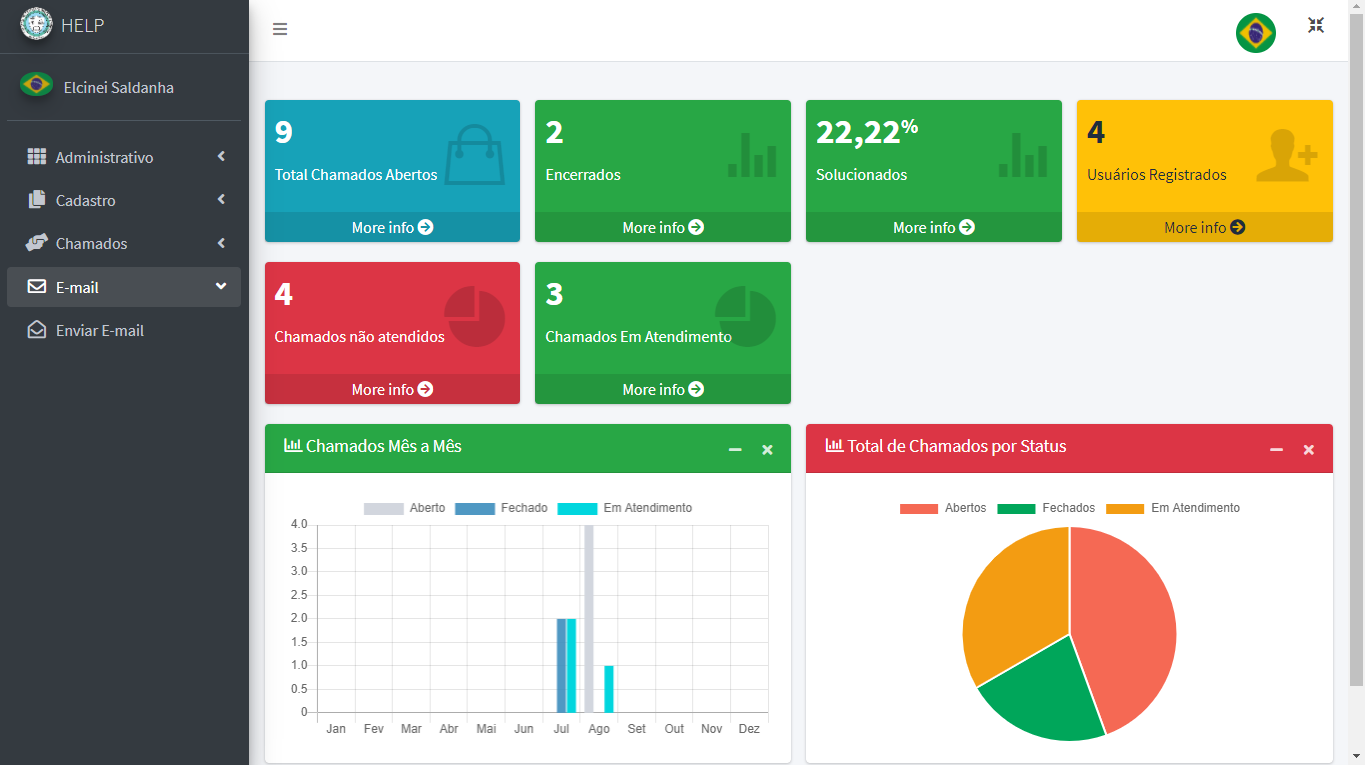 HELP
Elcinei Saldanha
Administrativo
Cadastro
Chamados
E-mail
Enviar E-mail
9
Total Chamados Abertos
More info
2
Encerrados
More info
22,22%
Solucionados
More info
4
Usuários Registrados
More info
4
Chamados não atendidos
More info
3
Chamados Em Atendimento
More info
Chamados Mês a Mês
Aberto Fechado Em Atendimento
4.0
3.5
3.0
2.5
2.0
1.5
1.0
0.5
0
Jan Fev Mar Abr Mai Jun Jul Ago Set Out Nov Dez
Total de Chamados por Status
Abertos Fechados Em Atendimento